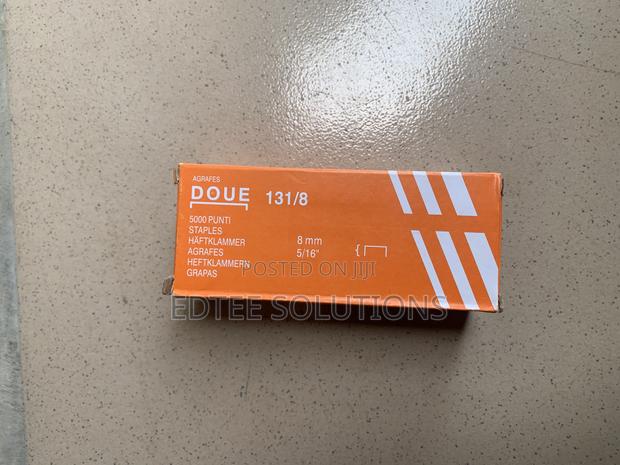 AGRAFES
DOUE 131/8
5000 PUNTI
STAPLES
HÄFTKLAMMER 8 mm
AGRAFES 5/16"
HEFTKLAMMERN
GRAPAS
POSTED ON JIJI
EDTEE SOLUTIONS